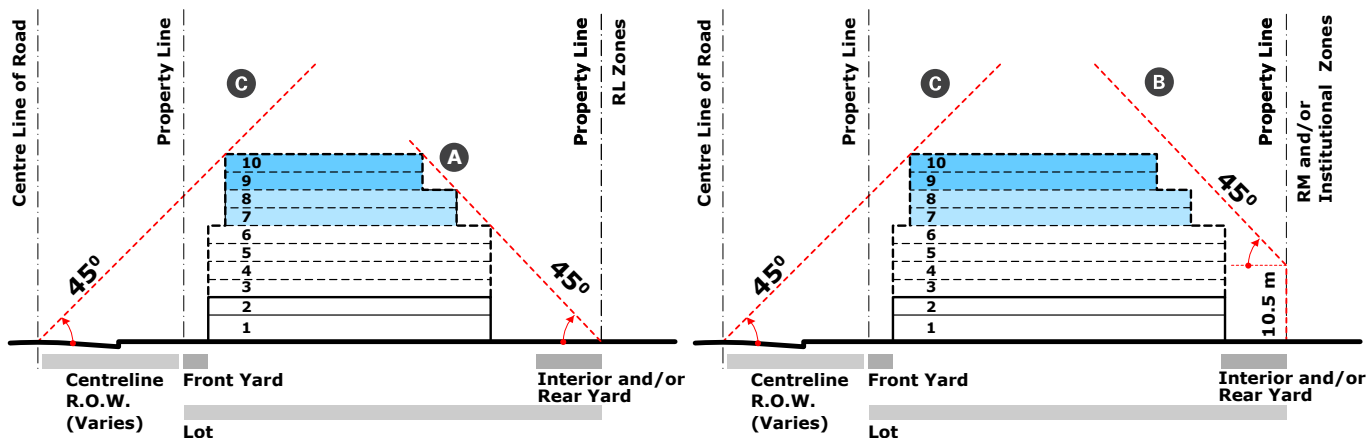 Centre Line of Road
Property Line
C
Property Line
RL Zones
A
10
9
8
7
6
5
4
3
2
1
45⁰
45⁰
Centreline
R.O.W.
(Varies)
Front Yard
Interior and/or
Rear Yard
Lot
Centre Line of Road
Property Line
C
B
Property Line
RM and/or
Institutional Zones
10
9
8
7
6
5
4
3
2
1
45⁰
45⁰
10.5 m
Centreline
R.O.W.
(Varies)
Front Yard
Interior and/or
Rear Yard
Lot